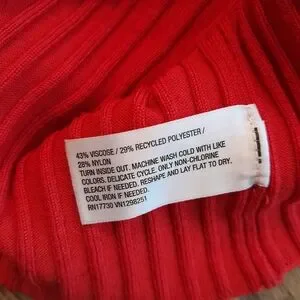 43% VISCOSE / 29% RECYCLED POLYESTER /
28% NYLON
TURN INSIDE OUT. MACHINE WASH COLD WITH LIKE
COLORS. DELICATE CYCLE. ONLY NON-CHLORINE
BLEACH IF NEEDED. RESHAPE AND LAY FLAT TO DRY.
COOL IRON IF NEEDED.
RN17730 VN1298251